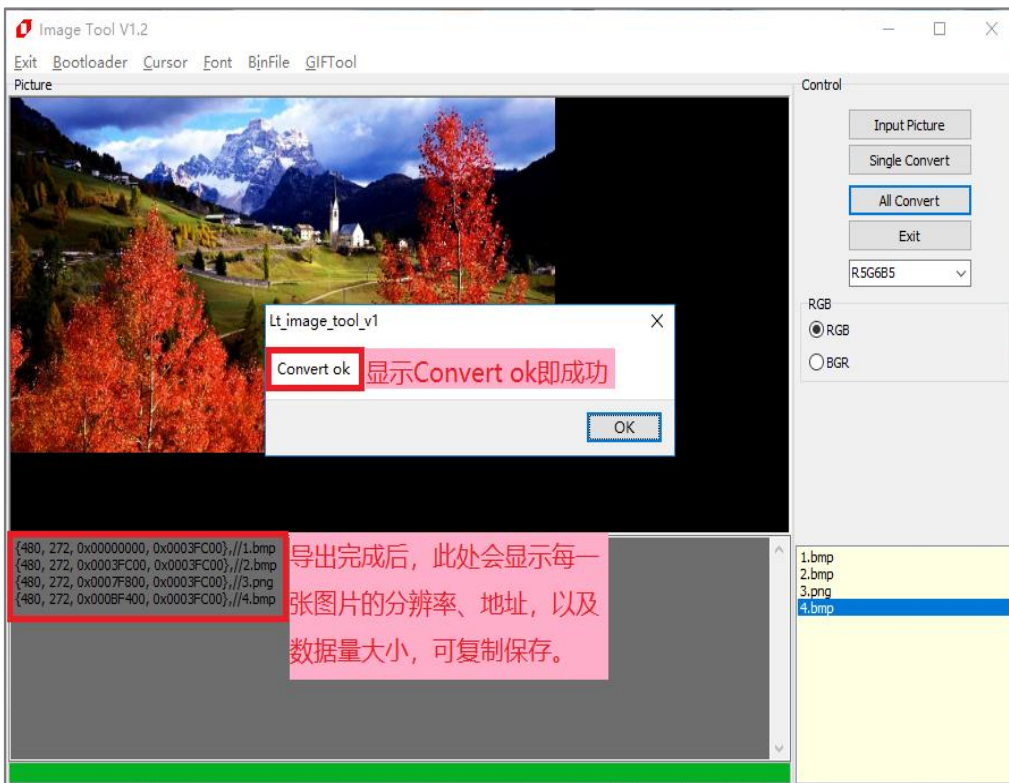 Image Tool V1.2
Exit Bootloader Cursor Font BinFile GIFTool
Picture
Control
Input Picture
Single Convert
All Convert
Exit
R5G6B5
RGB
RGB
BGR
Lt_image_tool_v1
Convert ok
显示Convert ok即成功
OK
{480, 272, 0x00000000, 0x0003FC00},//1.bmp
{480, 272, 0x0003FC00, 0x0003FC00},//2.bmp
{480, 272, 0x0007F800, 0x0003FC00},//3.png
{480, 272, 0x000BF400, 0x0003FC00},//4.bmp
导出完成后，此处会显示每一
张图片的分辨率、地址，以及
数据量大小，可复制保存。
1.bmp
2.bmp
3.png
4.bmp